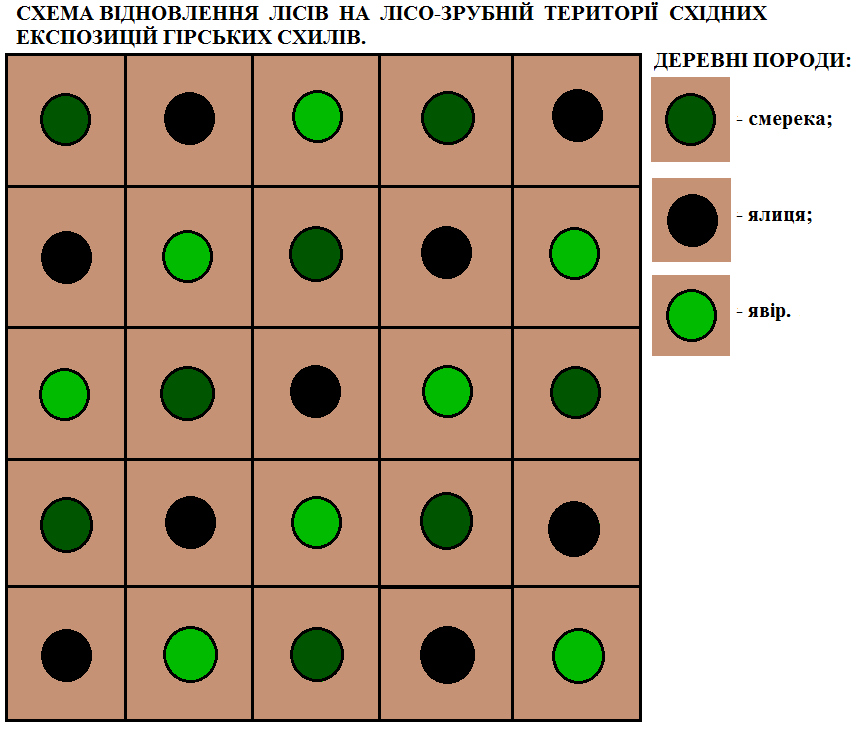 СХЕМА ВІДНОВЛЕННЯ ЛІСІВ НА ЛІСО-ЗРУБНІЙ ТЕРИТОРІЇ СХІДНИХ
ЕКСПОЗИЦІЙ ГІРСЬКИХ СХИЛІВ.
ДЕРЕВНІ ПОРОДИ:
- смерека;
- ялиця;
- явір.